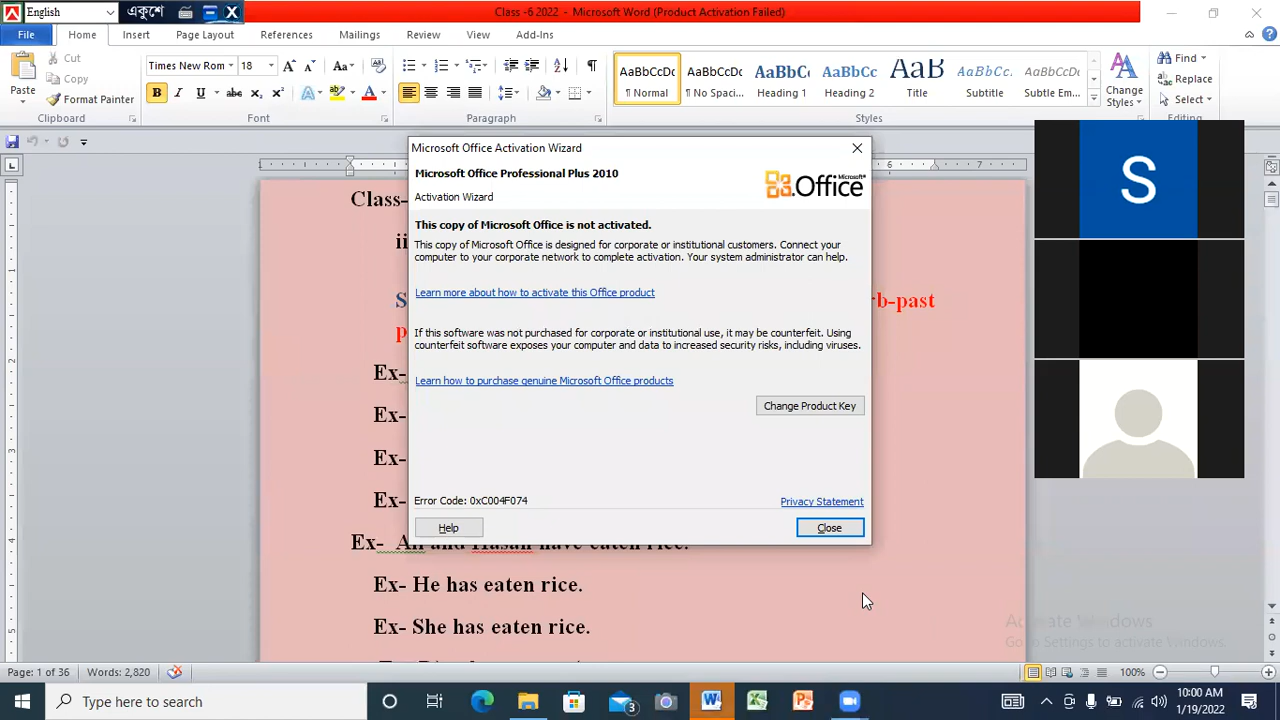 English
একুশে
Class -6 2022 - Microsoft Word (Product Activation Failed)
File Home Insert Page Layout References Mailings Review View Add-Ins
Paste
Cut
Copy
Format Painter
Clipboard
Times New Rom 18
Font
Paragraph
AaBbCcDc
¶ Normal
AaBbCcDc
¶ No Spaci...
AaBbCc
Heading 1
AaBbCc
Heading 2
AaB
Title
AaBbCcDc
Subtitle
AaBbCcDc
Subtle Em...
Styles
Change
Styles
Find
Replace
Select
Editing
Class-
Ex-
Ex-
Ex-
Ex-
rb-past
Microsoft Office Activation Wizard
Microsoft Office Professional Plus 2010
Activation Wizard
Microsoft
Office
This copy of Microsoft Office is not activated.
This copy of Microsoft Office is designed for corporate or institutional customers. Connect your
computer to your corporate network to complete activation. Your system administrator can help.
Learn more about how to activate this Office product
If this software was not purchased for corporate or institutional use, it may be counterfeit. Using
counterfeit software exposes your computer and data to increased security risks, including viruses.
Learn how to purchase genuine Microsoft Office products
Change Product Key
Error Code: 0xC004F074
Privacy Statement
Help
Close
Ex- Ali and Hasan have eaten rice.
Ex- He has eaten rice.
Ex- She has eaten rice.
S
Activate Windows
Go to Settings to activate Windows.
Page: 1 of 36 Words: 2,820
100%
Type here to search
3
10:00 AM
1/19/2022